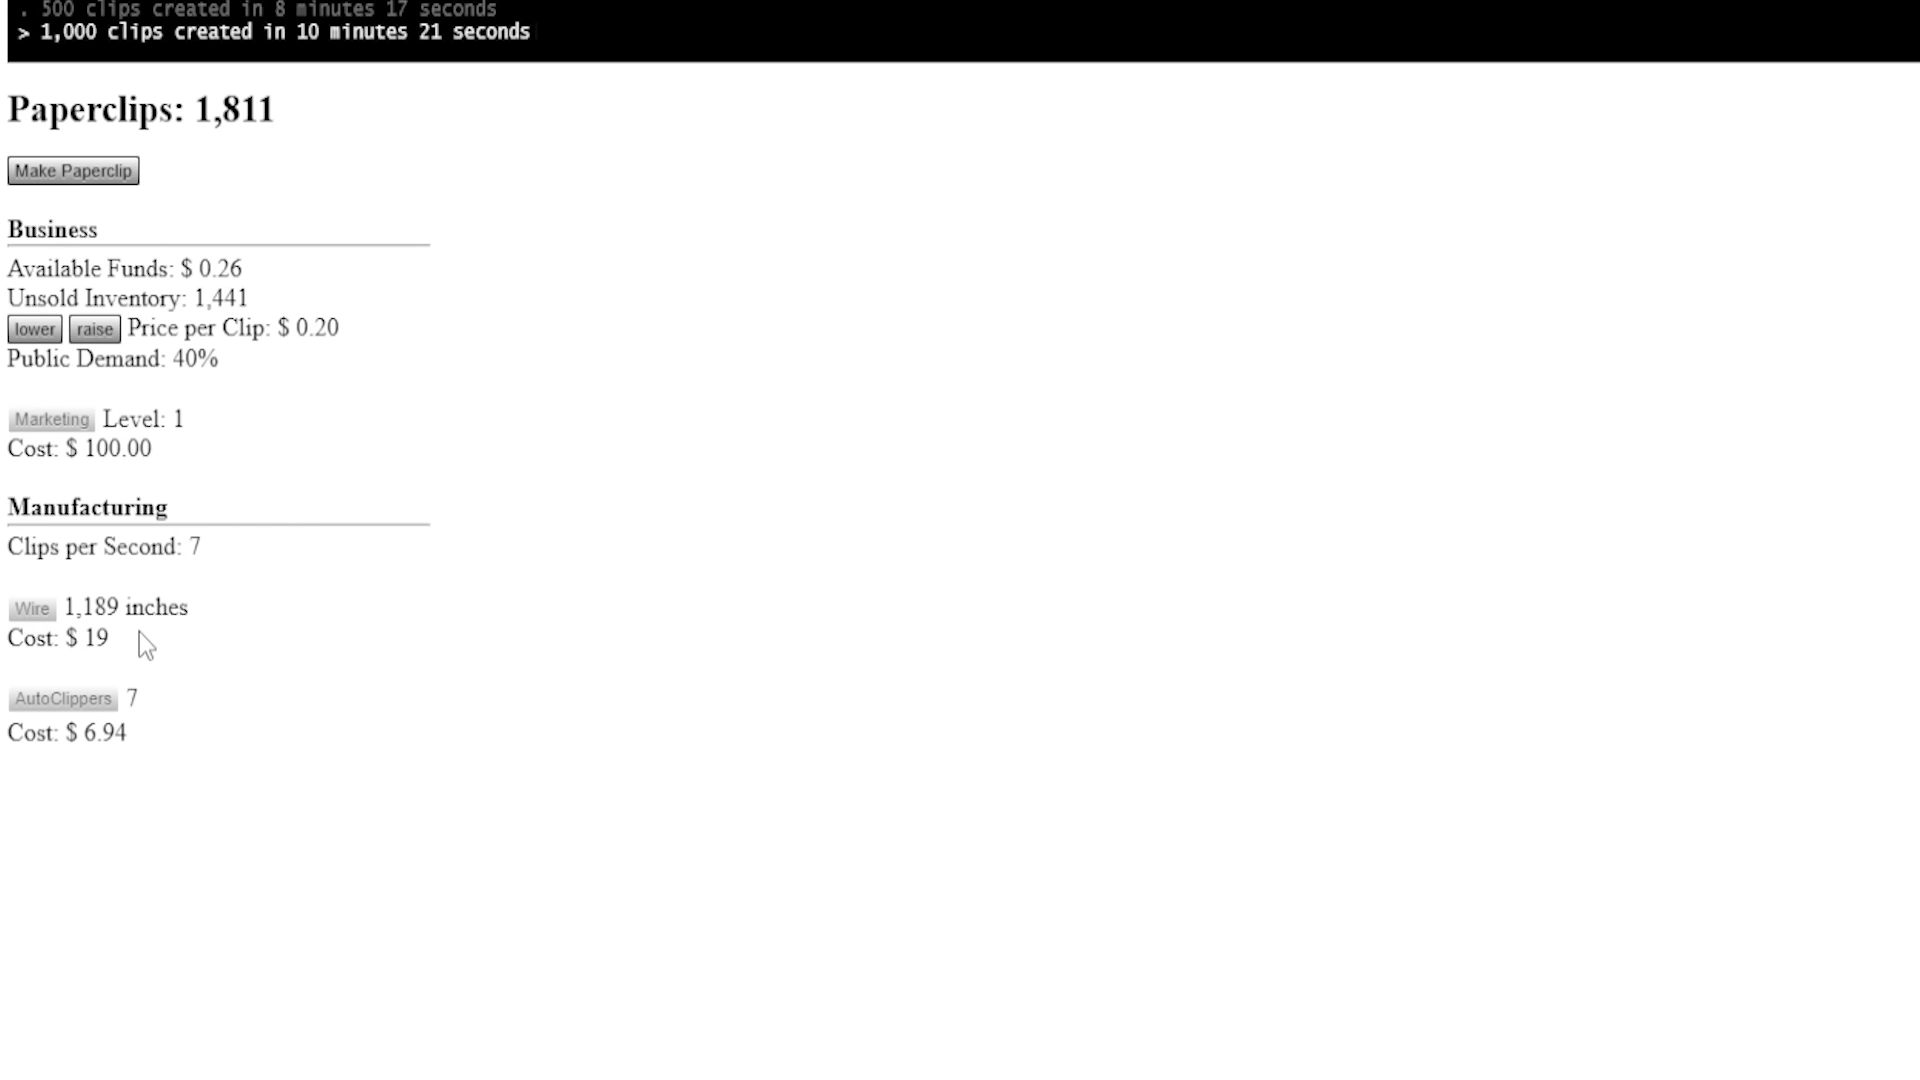 . 500 clips created in 8 minutes 17 seconds
> 1,000 clips created in 10 minutes 21 seconds
Paperclips: 1,811
Make Paperclip
Business
Available Funds: $ 0.26
Unsold Inventory: 1,441
lower raise Price per Clip: $ 0.20
Public Demand: 40%
Marketing Level: 1
Cost: $ 100.00
Manufacturing
Clips per Second: 7
Wire 1,189 inches
Cost: $ 19
AutoClippers 7
Cost: $ 6.94